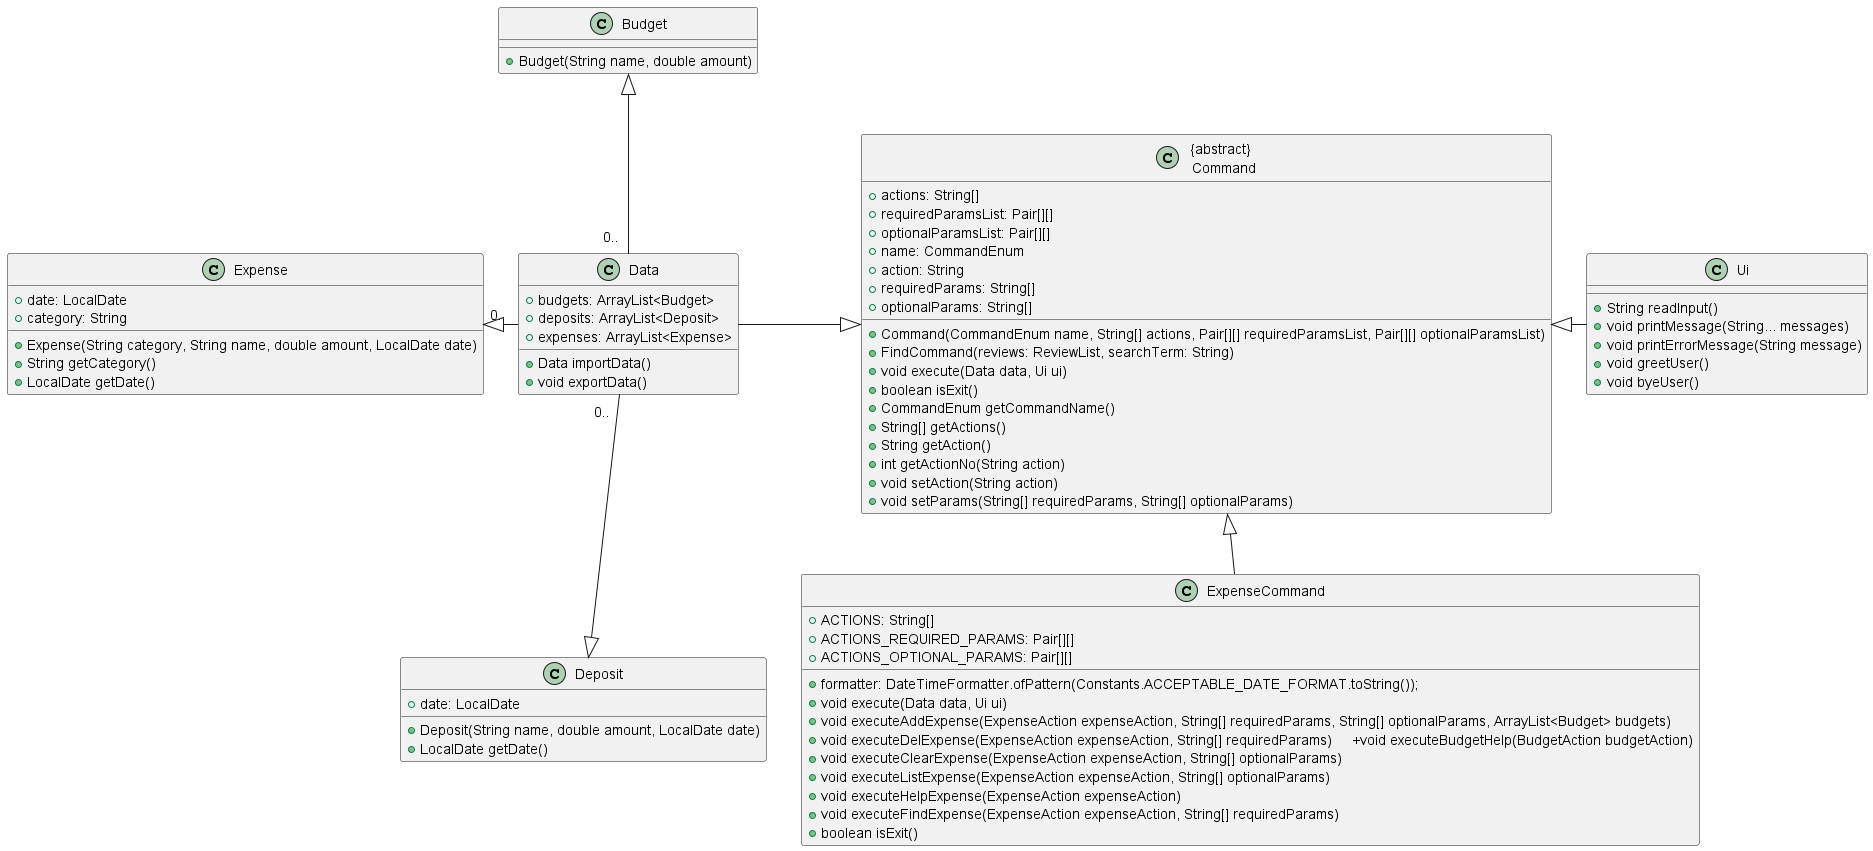 C Budget
Budget(String name, double amount)
C {abstract}
Command
actions: String[]
requiredParamsList: Pair[][]
optionalParamsList: Pair[][]
name: CommandEnum
action: String
requiredParams: String[]
optionalParams: String[]
Command(CommandEnum name, String[] actions, Pair[][] requiredParamsList, Pair[][] optionalParamsList)
FindCommand(reviews: ReviewList, searchTerm: String)
void execute(Data data, Ui ui)
boolean isExit()
CommandEnum getCommandName()
String[] getActions()
String getAction()
int getActionNo(String action)
void setAction(String action)
void setParams(String[] requiredParams, String[] optionalParams)
0..
C Expense
date: LocalDate
category: String
Expense(String category, String name, double amount, LocalDate date)
String getCategory()
LocalDate getDate()
0
C Data
budgets: ArrayList<Budget>
deposits: ArrayList<Deposit>
expenses: ArrayList<Expense>
Data importData()
void exportData()
0..
C Ui
String readInput()
void printMessage(String... messages)
void printErrorMessage(String message)
void greetUser()
void byeUser()
C Deposit
date: LocalDate
Deposit(String name, double amount, LocalDate date)
LocalDate getDate()
C ExpenseCommand
ACTIONS: String[]
ACTIONS_REQUIRED_PARAMS: Pair[][]
ACTIONS_OPTIONAL_PARAMS: Pair[][]
formatter: DateTimeFormatter.ofPattern(Constants.ACCEPTABLE_DATE_FORMAT.toString());
void execute(Data data, Ui ui)
void executeAddExpense(ExpenseAction expenseAction, String[] requiredParams, String[] optionalParams, ArrayList<Budget> budgets)
void executeDelExpense(ExpenseAction expenseAction, String[] requiredParams) +void executeBudgetHelp(BudgetAction budgetAction)
void executeClearExpense(ExpenseAction expenseAction, String[] optionalParams)
void executeListExpense(ExpenseAction expenseAction, String[] optionalParams)
void executeHelpExpense(ExpenseAction expenseAction)
void executeFindExpense(ExpenseAction expenseAction, String[] requiredParams)
boolean isExit()